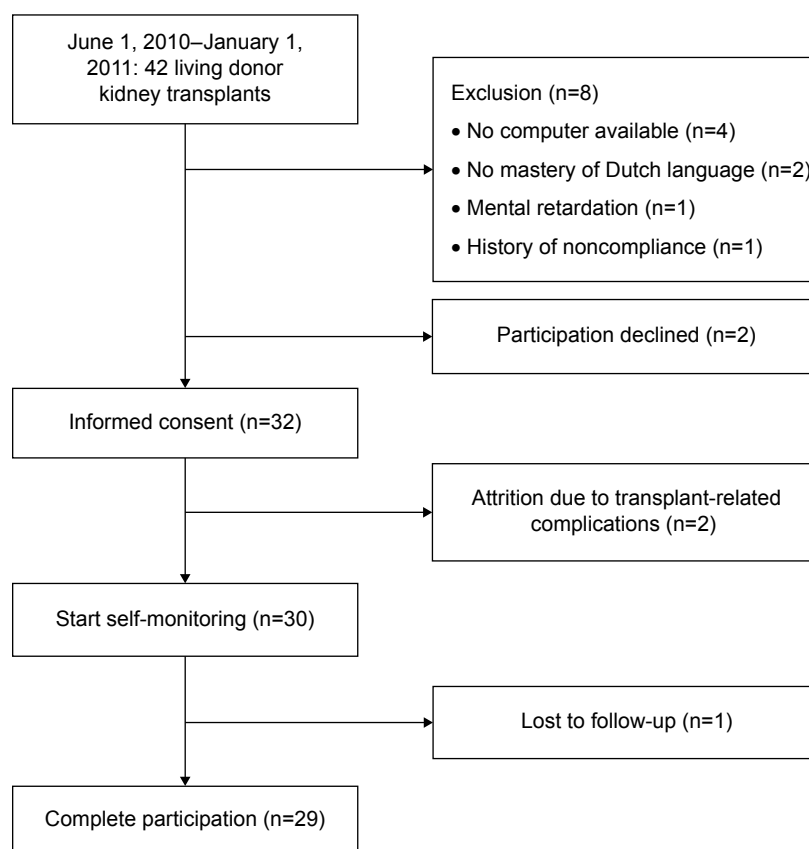 June 1, 2010–January 1,
2011: 42 living donor
kidney transplants
Exclusion (n=8)
• No computer available (n=4)
• No mastery of Dutch language (n=2)
• Mental retardation (n=1)
• History of noncompliance (n=1)
Participation declined (n=2)
Informed consent (n=32)
Attrition due to transplant-related
complications (n=2)
Start self-monitoring (n=30)
Lost to follow-up (n=1)
Complete participation (n=29)